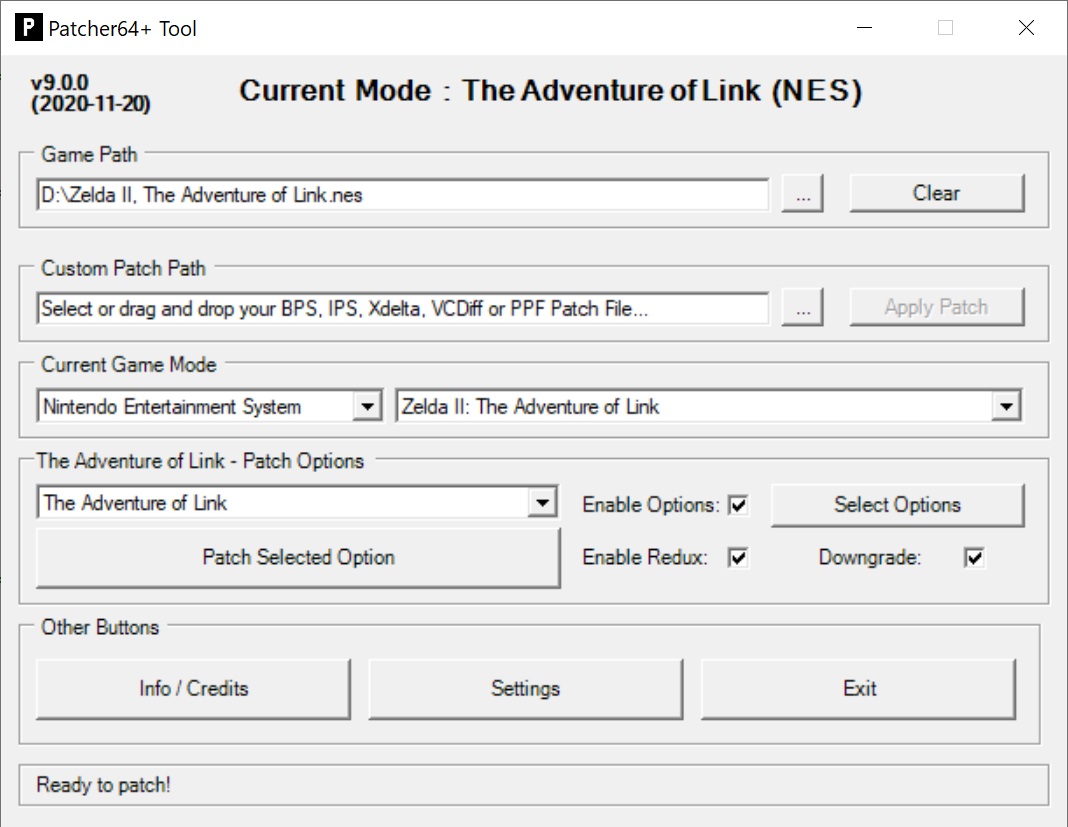 P Patcher64+ Tool
v9.0.0
(2020-11-20)
Current Mode : The Adventure of Link (NES)
Game Path
D:\Zelda II, The Adventure of Link.nes
...
Clear
Custom Patch Path
Select or drag and drop your BPS, IPS, Xdelta, VCDiff or PPF Patch File...
...
Apply Patch
Current Game Mode
Nintendo Entertainment System
Zelda II: The Adventure of Link
The Adventure of Link - Patch Options
The Adventure of Link
Enable Options:
Select Options
Patch Selected Option
Enable Redux:
Downgrade:
Other Buttons
Info / Credits
Settings
Exit
Ready to patch!